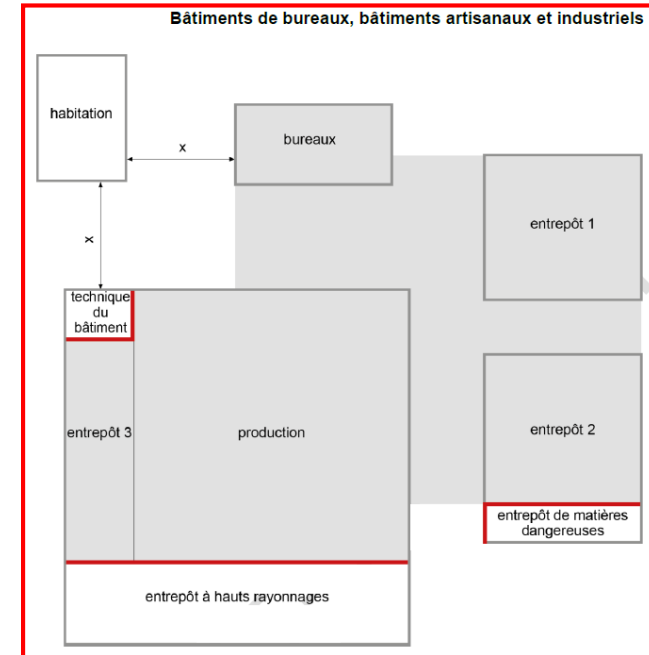 Bâtiments de bureaux, bâtiments artisanaux et industriels
habitation
x
bureaux
entrepôt 1
x
technique
du
bâtiment
entrepôt 3
production
entrepôt 2
entrepôt de matières
dangereuses
entrepôt à hauts rayonnages